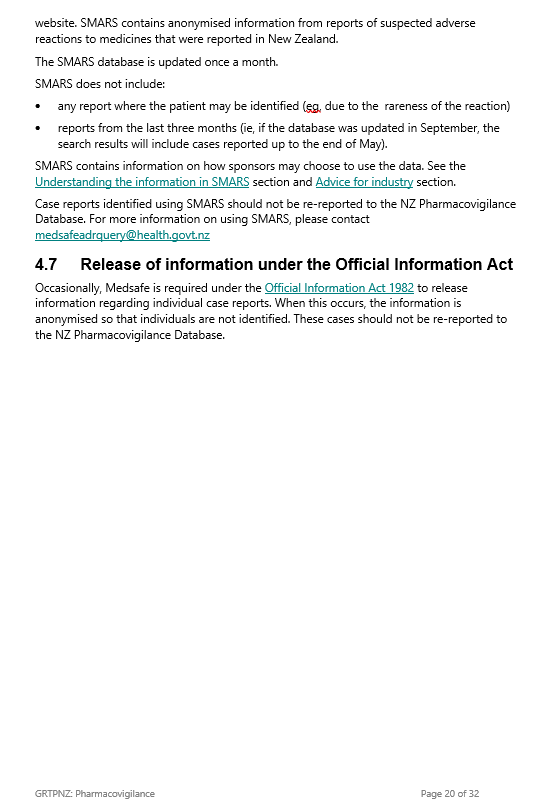 website. SMARS contains anonymised information from reports of suspected adverse
reactions to medicines that were reported in New Zealand.
The SMARS database is updated once a month.
SMARS does not include:
• any report where the patient may be identified (eg, due to the rareness of the reaction)
• reports from the last three months (ie, if the database was updated in September, the
search results will include cases reported up to the end of May).
SMARS contains information on how sponsors may choose to use the data. See the
Understanding the information in SMARS section and Advice for industry section.
Case reports identified using SMARS should not be re-reported to the NZ Pharmacovigilance
Database. For more information on using SMARS, please contact
medsafeadrquery@health.govt.nz
4.7 Release of information under the Official Information Act
Occasionally, Medsafe is required under the Official Information Act 1982 to release
information regarding individual case reports. When this occurs, the information is
anonymised so that individuals are not identified. These cases should not be re-reported to
the NZ Pharmacovigilance Database.
GRTPNZ: Pharmacovigilance Page 20 of 32